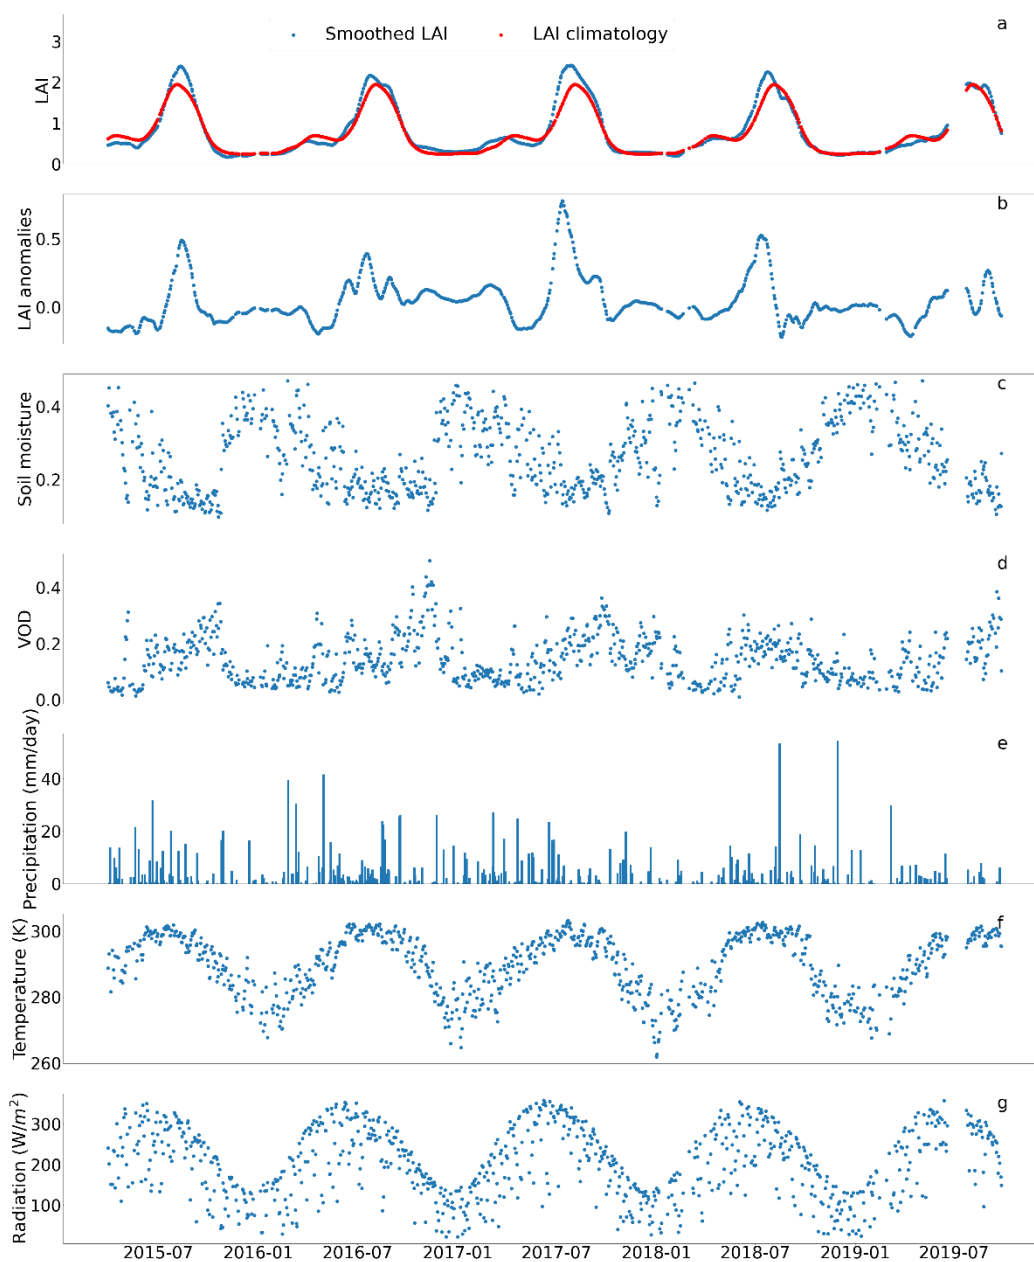 a
Smoothed LAI
LAI climatology
3
2
1
0
LAI
b
0.5
0.0
LAI anomalies
c
0.4
0.2
Soil moisture
d
0.4
0.2
0.0
VOD
e
40
20
0
Precipitation (mm/day)
f
300
280
260
Temperature (K)
g
300
200
100
Radiation (W/m²)
2015-07 2016-01 2016-07 2017-01 2017-07 2018-01 2018-07 2019-01 2019-07